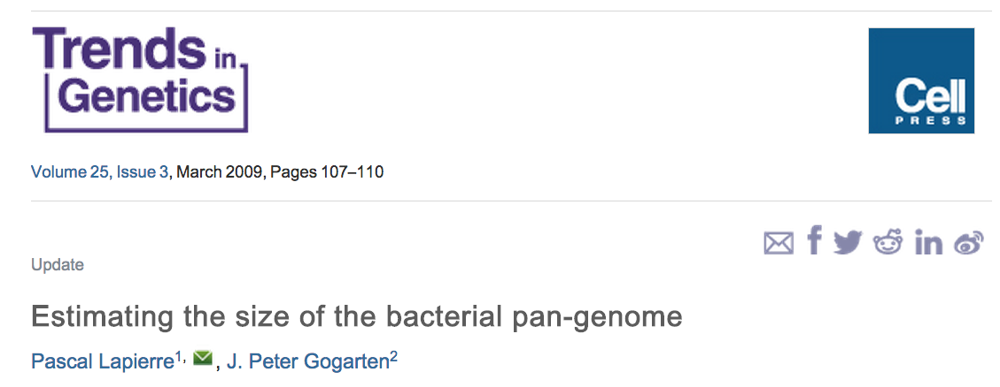 Trends in
Genetics
Cell
PRESS
Volume 25, Issue 3, March 2009, Pages 107–110
Update
Estimating the size of the bacterial pan-genome
Pascal Lapierre1, , J. Peter Gogarten2